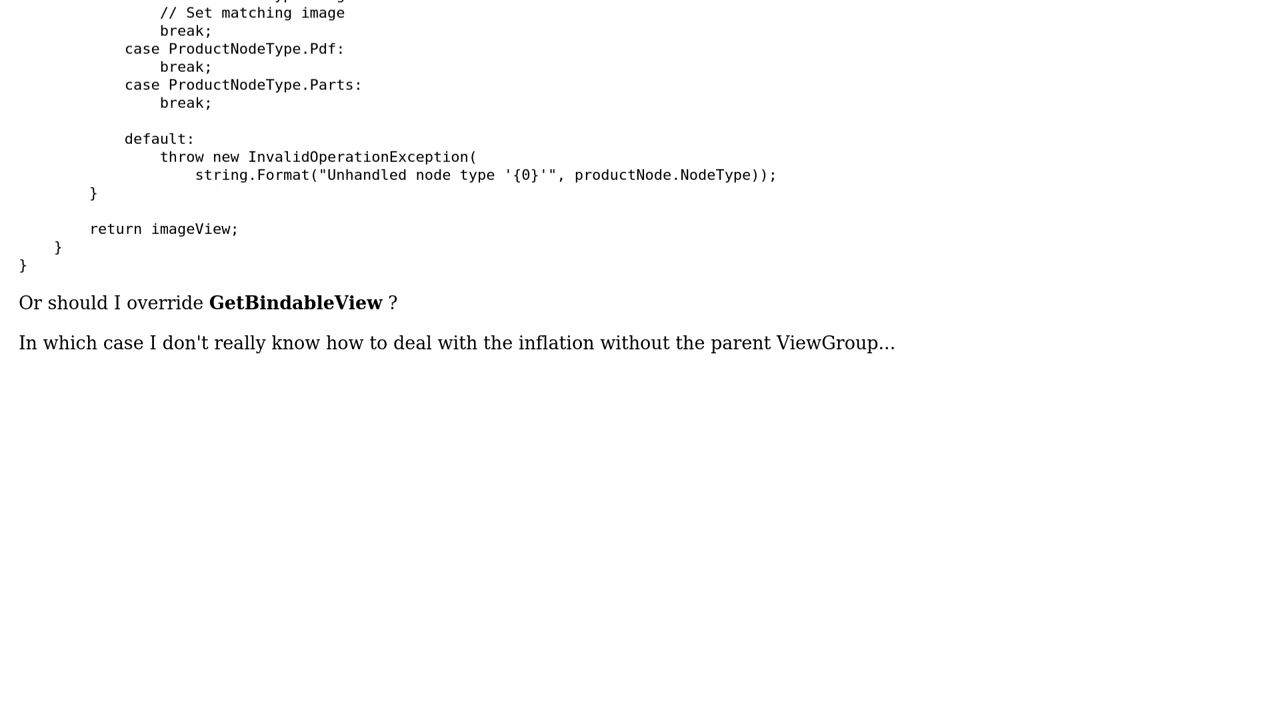 // Set matching image
break;
case ProductNodeType.Pdf:
break;
case ProductNodeType.Parts:
break;
default:
throw new InvalidOperationException(
string.Format("Unhandled node type '{0}'", productNode.NodeType));
}
return imageView;
}
}
Or should I override GetBindableView ?
In which case I don't really know how to deal with the inflation without the parent ViewGroup...